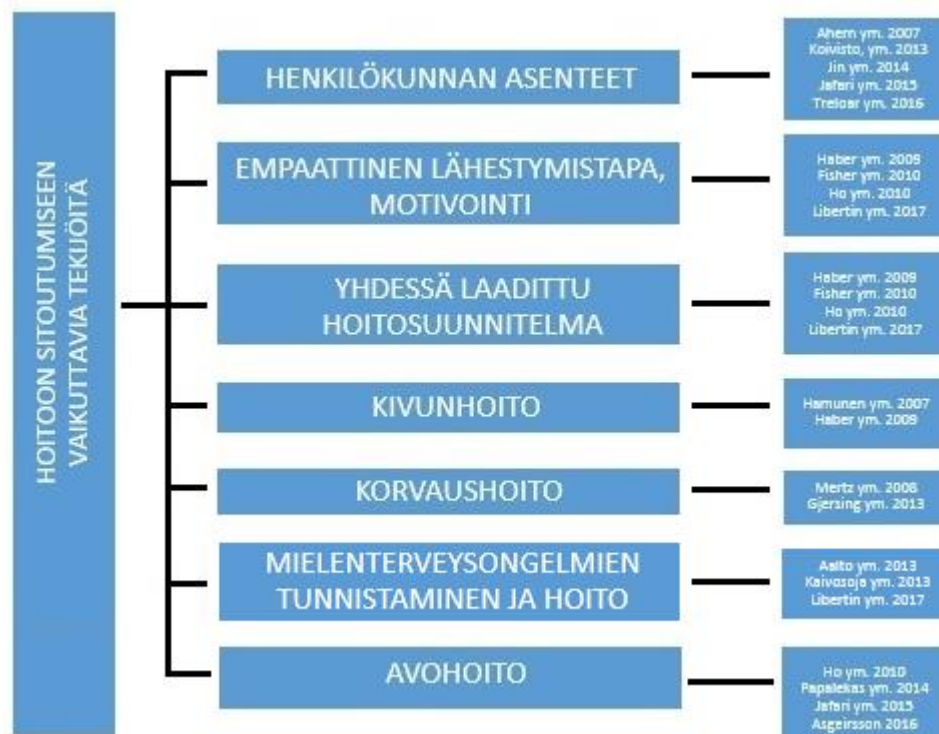 HOITOON SITOUTUMISEEN
VAIKUTTAVIA TEKIJÖITÄ
HENKILÖKUNNAN ASENTEET
Ahern ym. 2007
Koivisto, ym. 2013
Jin ym. 2014
Jafari ym. 2015
Treloar ym. 2016
EMPAATTINEN LÄHESTYMISTAPA,
MOTIVOINTI
Haber ym. 2009
Fisher ym. 2010
Ho ym. 2010
Libertin ym. 2017
YHDESSÄ LAADITTU
HOITOSUUNNITELMA
Haber ym. 2009
Fisher ym. 2010
Ho ym. 2010
Libertin ym. 2017
KIVUNHOITO
Hamunen ym. 2007
Haber ym. 2009
KORVAUSHOITO
Mertz ym. 2008
Gjersing ym. 2013
MIELENTERVEYSONGELMIEN
TUNNISTAMINEN JA HOITO
Aalto ym. 2013
Kaivosoja ym. 2013
Libertin ym. 2017
AVOHOITO
Ho ym. 2010
Papalekas ym. 2014
Jafari ym. 2015
Asgeirsson 2016